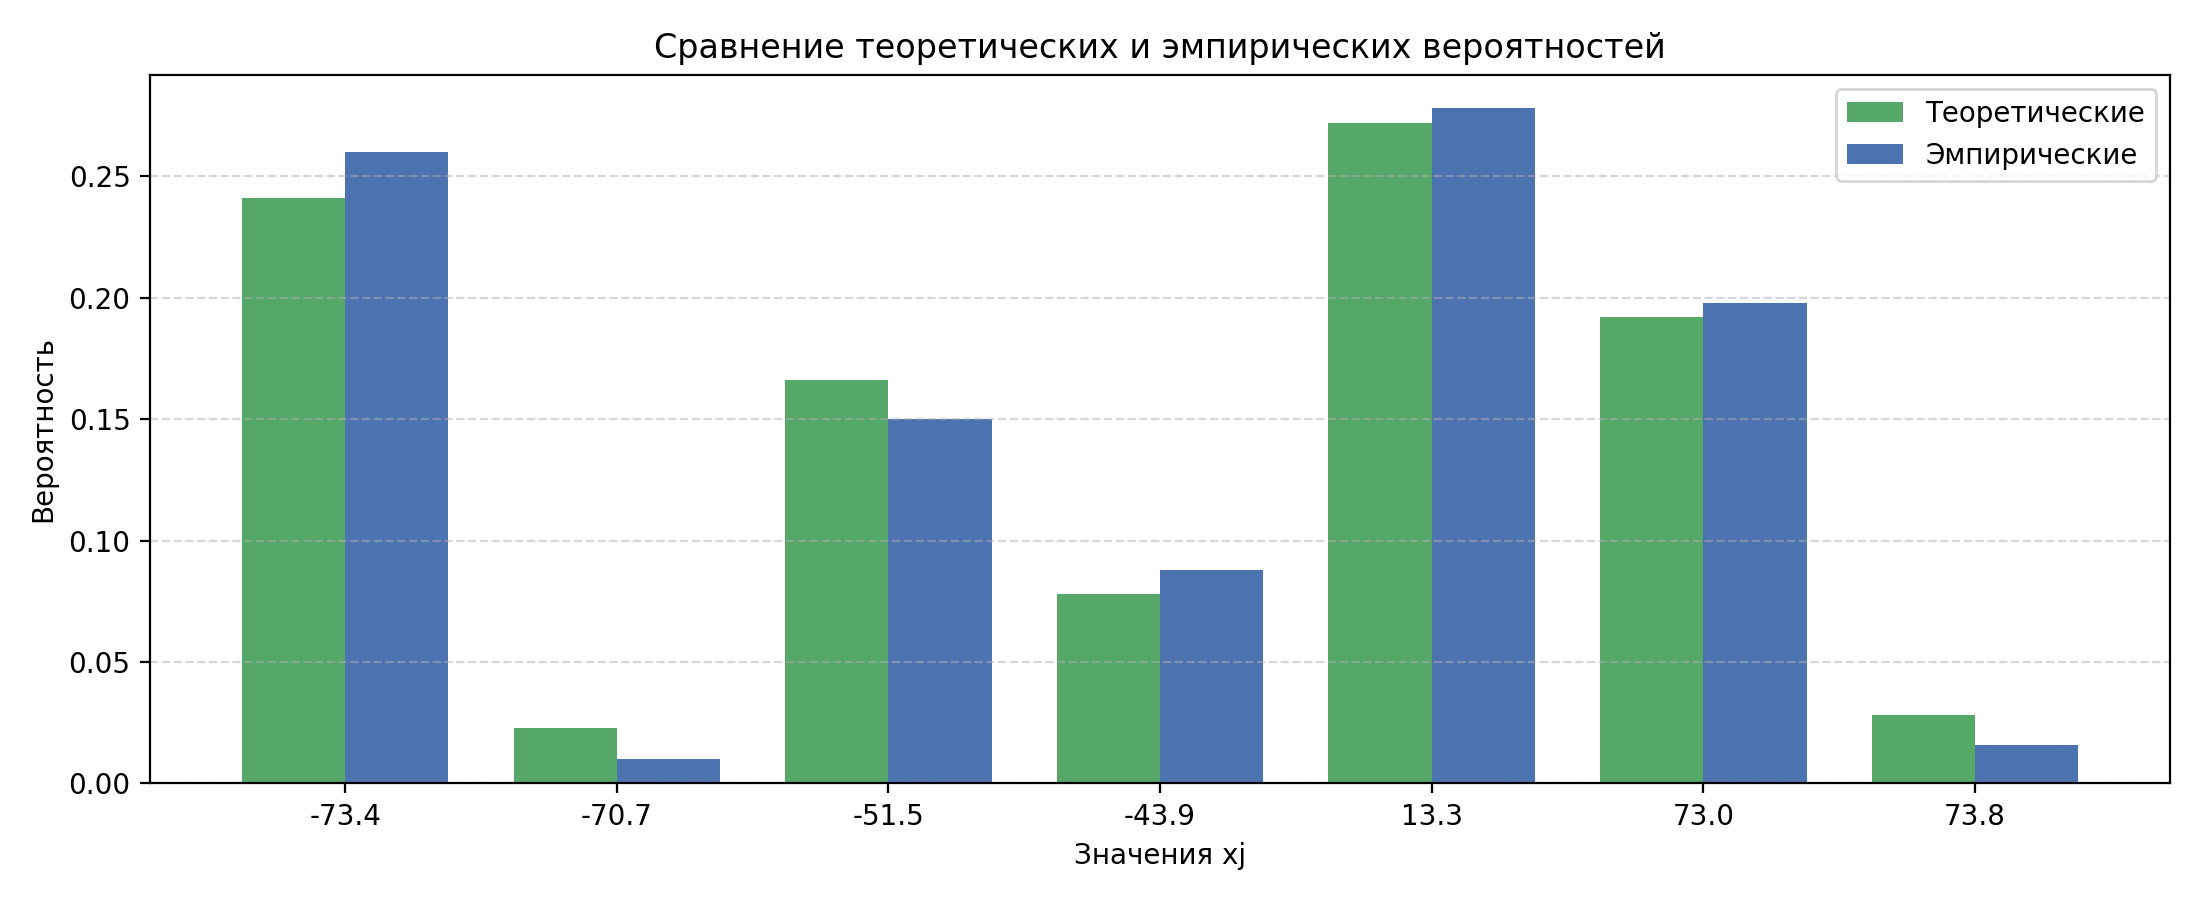 Сравнение теоретических и эмпирических вероятностей
Теоретические
Эмпирические
Вероятность
0.25
0.20
0.15
0.10
0.05
0.00
-73.4 -70.7 -51.5 -43.9 13.3 73.0 73.8
Значения xj